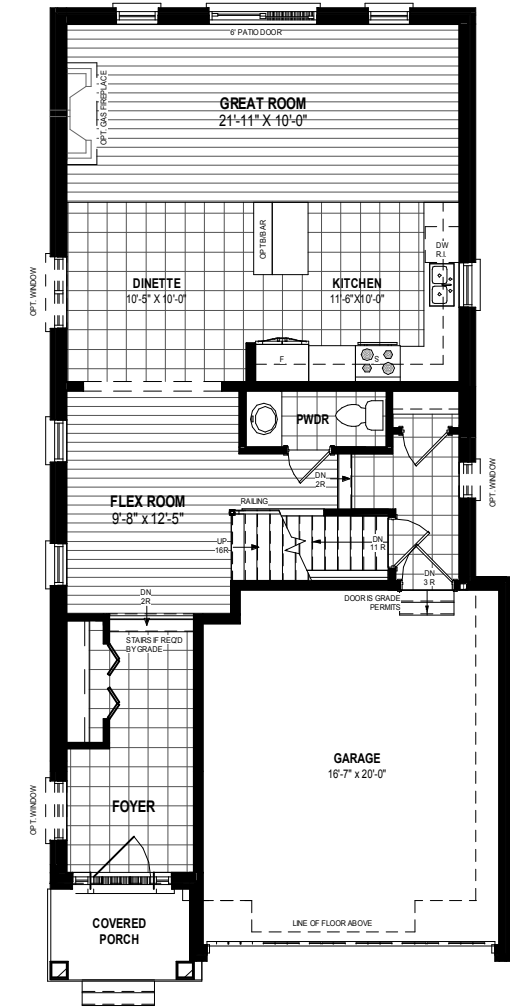 6' PATIO DOOR
OPT. GAS FIREPLACE
GREAT ROOM
21'-11" X 10'-0"
OPT B/BAR
DW
R.I.
OPT. WINDOW
DINETTE
10'-5" X 10'-0"
KITCHEN
11'-6"X10'-0"
F
S
PWDR
DN
2R
OPT. WINDOW
FLEX ROOM
9'-8" x 12'-5"
RAILING
UP
16R
DN
11 R
DN
3 R
DN
2R
DOOR IS GRADE
PERMITS
STAIRS IF REQ'D
BY GRADE
GARAGE
16'-7" x 20'-0"
OPT. WINDOW
FOYER
COVERED
PORCH
LINE OF FLOOR ABOVE